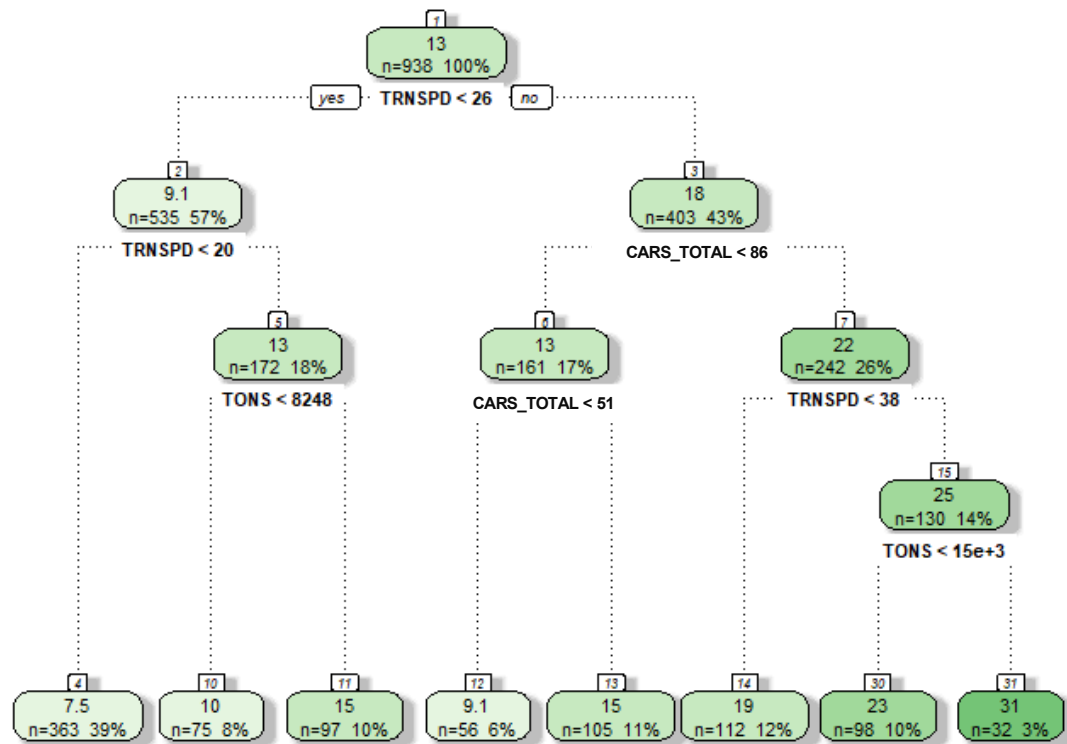 1
13
n=938 100%
yes TRNSPD < 26 no
2 3
9.1 18
n=535 57% n=403 43%
TRNSPD < 20 CARS_TOTAL < 86
5 6 7
13 13 22
n=172 18% n=161 17% n=242 26%
TONS < 8248 CARS_TOTAL < 51 TRNSPD < 38
15
25
n=130 14%
TONS < 15e+3
4 10 11 12 13 14 30 31
7.5 10 15 9.1 15 19 23 31
n=363 39% n=75 8% n=97 10% n=56 6% n=105 11% n=112 12% n=98 10% n=32 3%